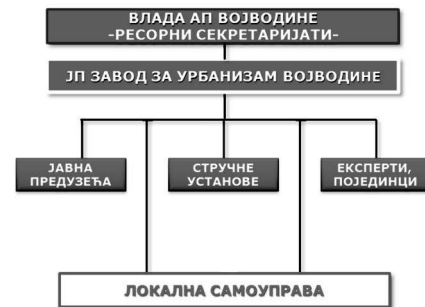 ВЛАДА АП ВОЈВОДИНЕ
-РЕСОРНИ СЕКРЕТАРИЈАТИ-
ЈП ЗАВОД ЗА УРБАНИЗАМ ВОЈВОДИНЕ
ЈАВНА
ПРЕДУЗЕЋА
СТРУЧНЕ
УСТАНОВЕ
ЕКСПЕРТИ,
ПОЈЕДИНЦИ
ЛОКАЛНА САМОУПРАВА